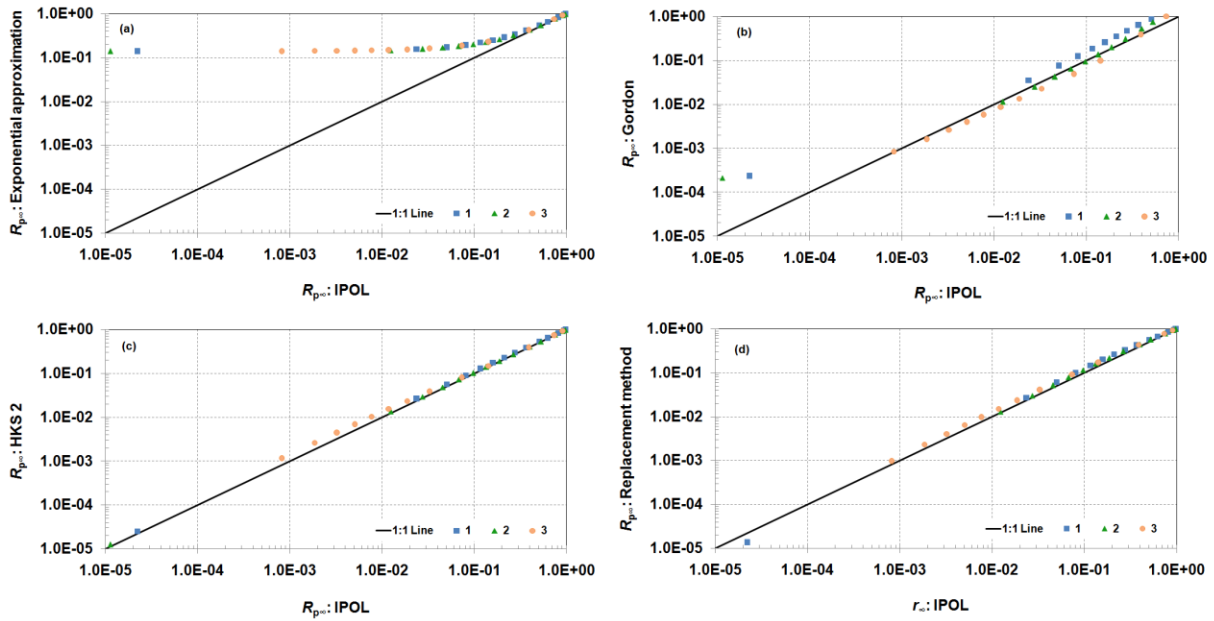 (a)
R_p∞: Exponential approximation
1.0E+00
1.0E-01
1.0E-02
1.0E-03
1.0E-04
1.0E-05
1:1 Line 1 2 3
1.0E-05 1.0E-04 1.0E-03 1.0E-02 1.0E-01 1.0E+00
R_p∞: IPOL
(b)
R_p∞: Gordon
1.0E+00
1.0E-01
1.0E-02
1.0E-03
1.0E-04
1.0E-05
1:1 Line 1 2 3
1.0E-05 1.0E-04 1.0E-03 1.0E-02 1.0E-01 1.0E+00
R_p∞: IPOL
(c)
R_p∞: HKS 2
1.0E+00
1.0E-01
1.0E-02
1.0E-03
1.0E-04
1.0E-05
1:1 Line 1 2 3
1.0E-05 1.0E-04 1.0E-03 1.0E-02 1.0E-01 1.0E+00
R_p∞: IPOL
(d)
R_p∞: Replacement method
1.0E+00
1.0E-01
1.0E-02
1.0E-03
1.0E-04
1.0E-05
1:1 Line 1 2 3
1.0E-05 1.0E-04 1.0E-03 1.0E-02 1.0E-01 1.0E+00
r_∞: IPOL